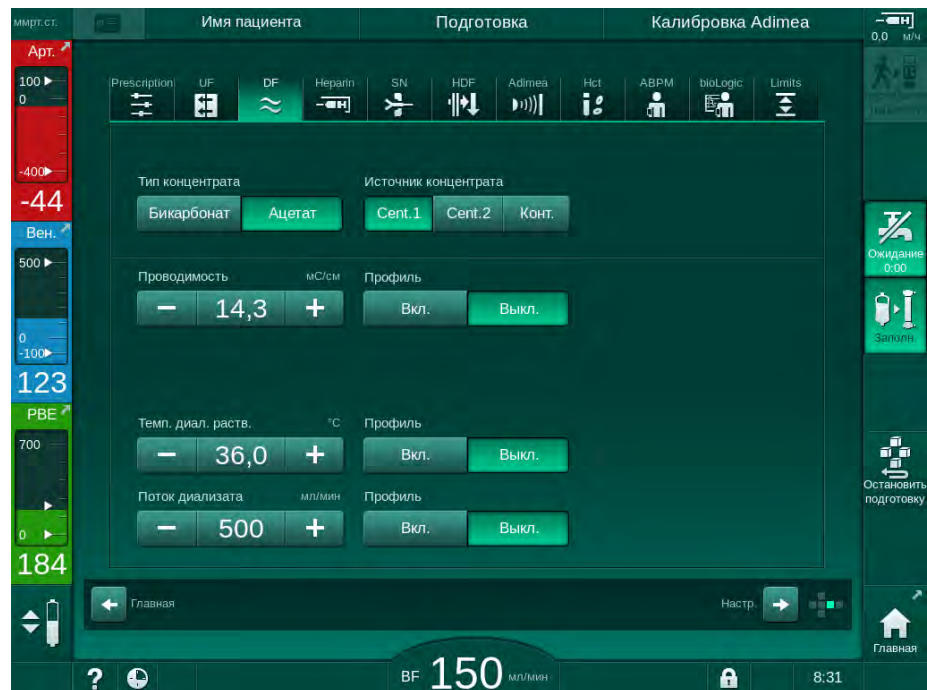 ммрт.ст. Имя пациента Подготовка Калибровка Adimea
0,0 м/ч
Арт.
100
0
-400
-44
Вен.
500
0
-100
123
PBE
700
0
184
Prescription UF DF Heparin SN HDF Adimea Hct ABPM bioLogic Limits
Тип концентрата Источник концентрата
Бикарбонат Ацетат Cent.1 Cent.2 Конт.
Проводимость мС/см Профиль
− 14,3 + Вкл. Выкл.
Темп. диал. раств. °C Профиль
− 36,0 + Вкл. Выкл.
Поток диализата мл/мин Профиль
− 500 + Вкл. Выкл.
Главная Настр.
Ожидание
0:00
Заполн.
Остановить
подготовку
Главная
? BF 150 мл/мин 8:31